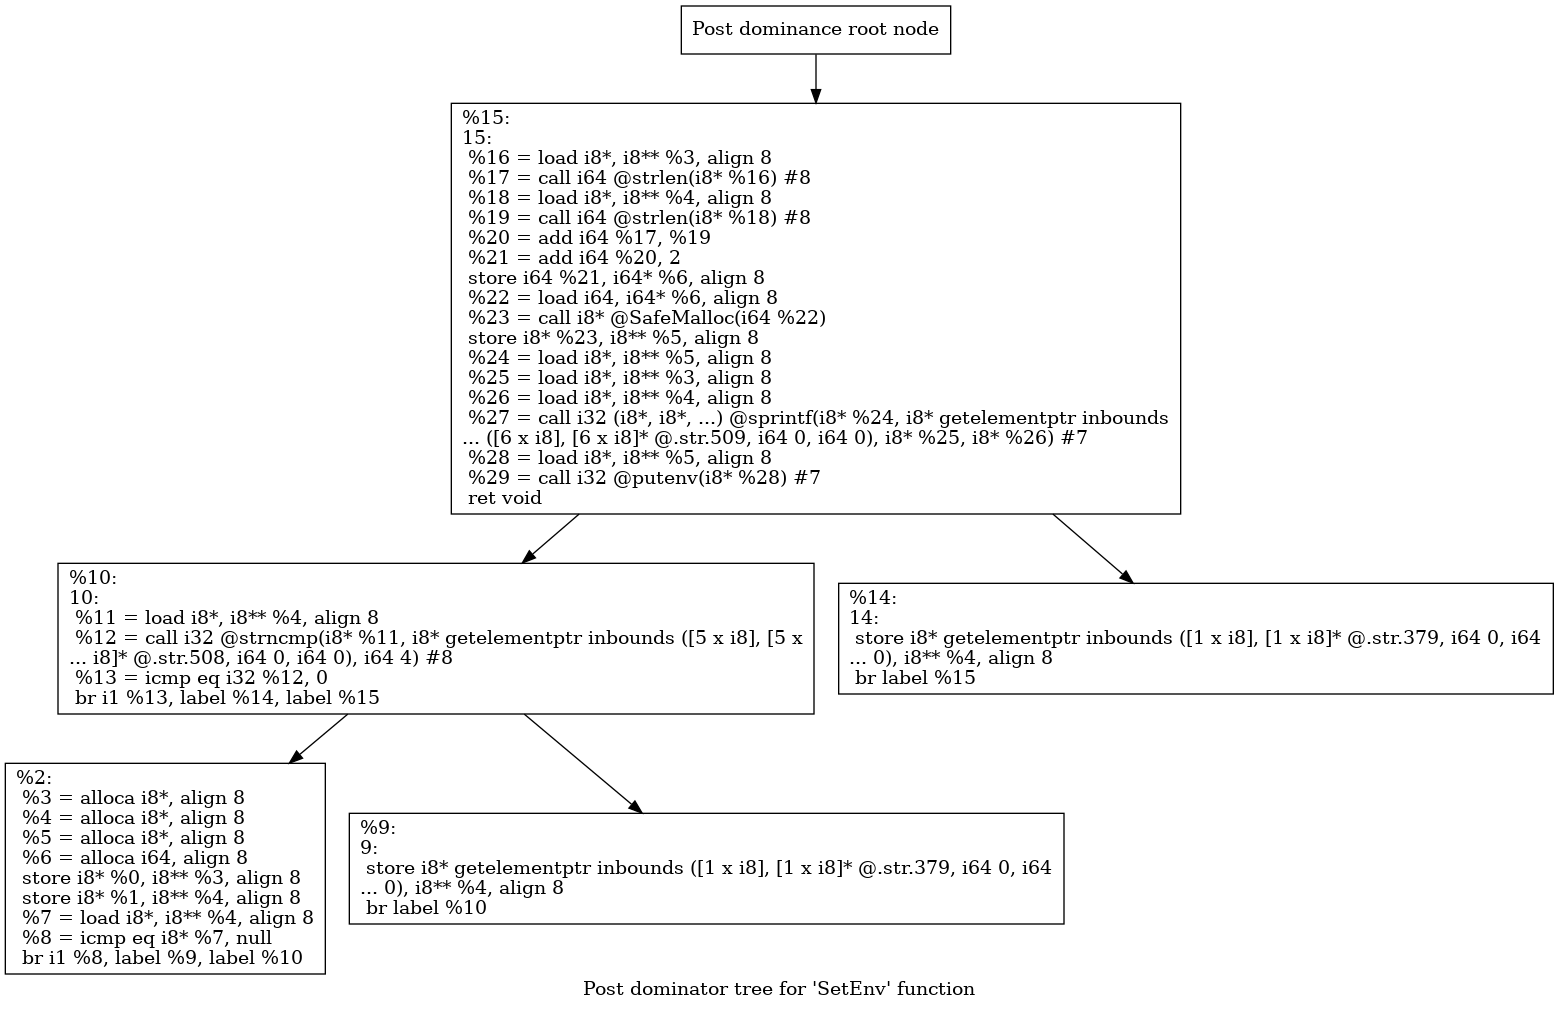 Post dominance root node
%15:
15:
%16 = load i8*, i8** %3, align 8
%17 = call i64 @strlen(i8* %16) #8
%18 = load i8*, i8** %4, align 8
%19 = call i64 @strlen(i8* %18) #8
%20 = add i64 %17, %19
%21 = add i64 %20, 2
store i64 %21, i64* %6, align 8
%22 = load i64, i64* %6, align 8
%23 = call i8* @SafeMalloc(i64 %22)
store i8* %23, i8** %5, align 8
%24 = load i8*, i8** %5, align 8
%25 = load i8*, i8** %3, align 8
%26 = load i8*, i8** %4, align 8
%27 = call i32 (i8*, i8*, ...) @sprintf(i8* %24, i8* getelementptr inbounds
... ([6 x i8], [6 x i8]* @.str.509, i64 0, i64 0), i8* %25, i8* %26) #7
%28 = load i8*, i8** %5, align 8
%29 = call i32 @putenv(i8* %28) #7
ret void
%10:
10:
%11 = load i8*, i8** %4, align 8
%12 = call i32 @strncmp(i8* %11, i8* getelementptr inbounds ([5 x i8], [5 x
... i8]* @.str.508, i64 0, i64 0), i64 4) #8
%13 = icmp eq i32 %12, 0
br i1 %13, label %14, label %15
%14:
14:
store i8* getelementptr inbounds ([1 x i8], [1 x i8]* @.str.379, i64 0, i64
... 0), i8** %4, align 8
br label %15
%2:
%3 = alloca i8*, align 8
%4 = alloca i8*, align 8
%5 = alloca i8*, align 8
%6 = alloca i64, align 8
store i8* %0, i8** %3, align 8
store i8* %1, i8** %4, align 8
%7 = load i8*, i8** %4, align 8
%8 = icmp eq i8* %7, null
br i1 %8, label %9, label %10
%9:
9:
store i8* getelementptr inbounds ([1 x i8], [1 x i8]* @.str.379, i64 0, i64
... 0), i8** %4, align 8
br label %10
Post dominator tree for 'SetEnv' function